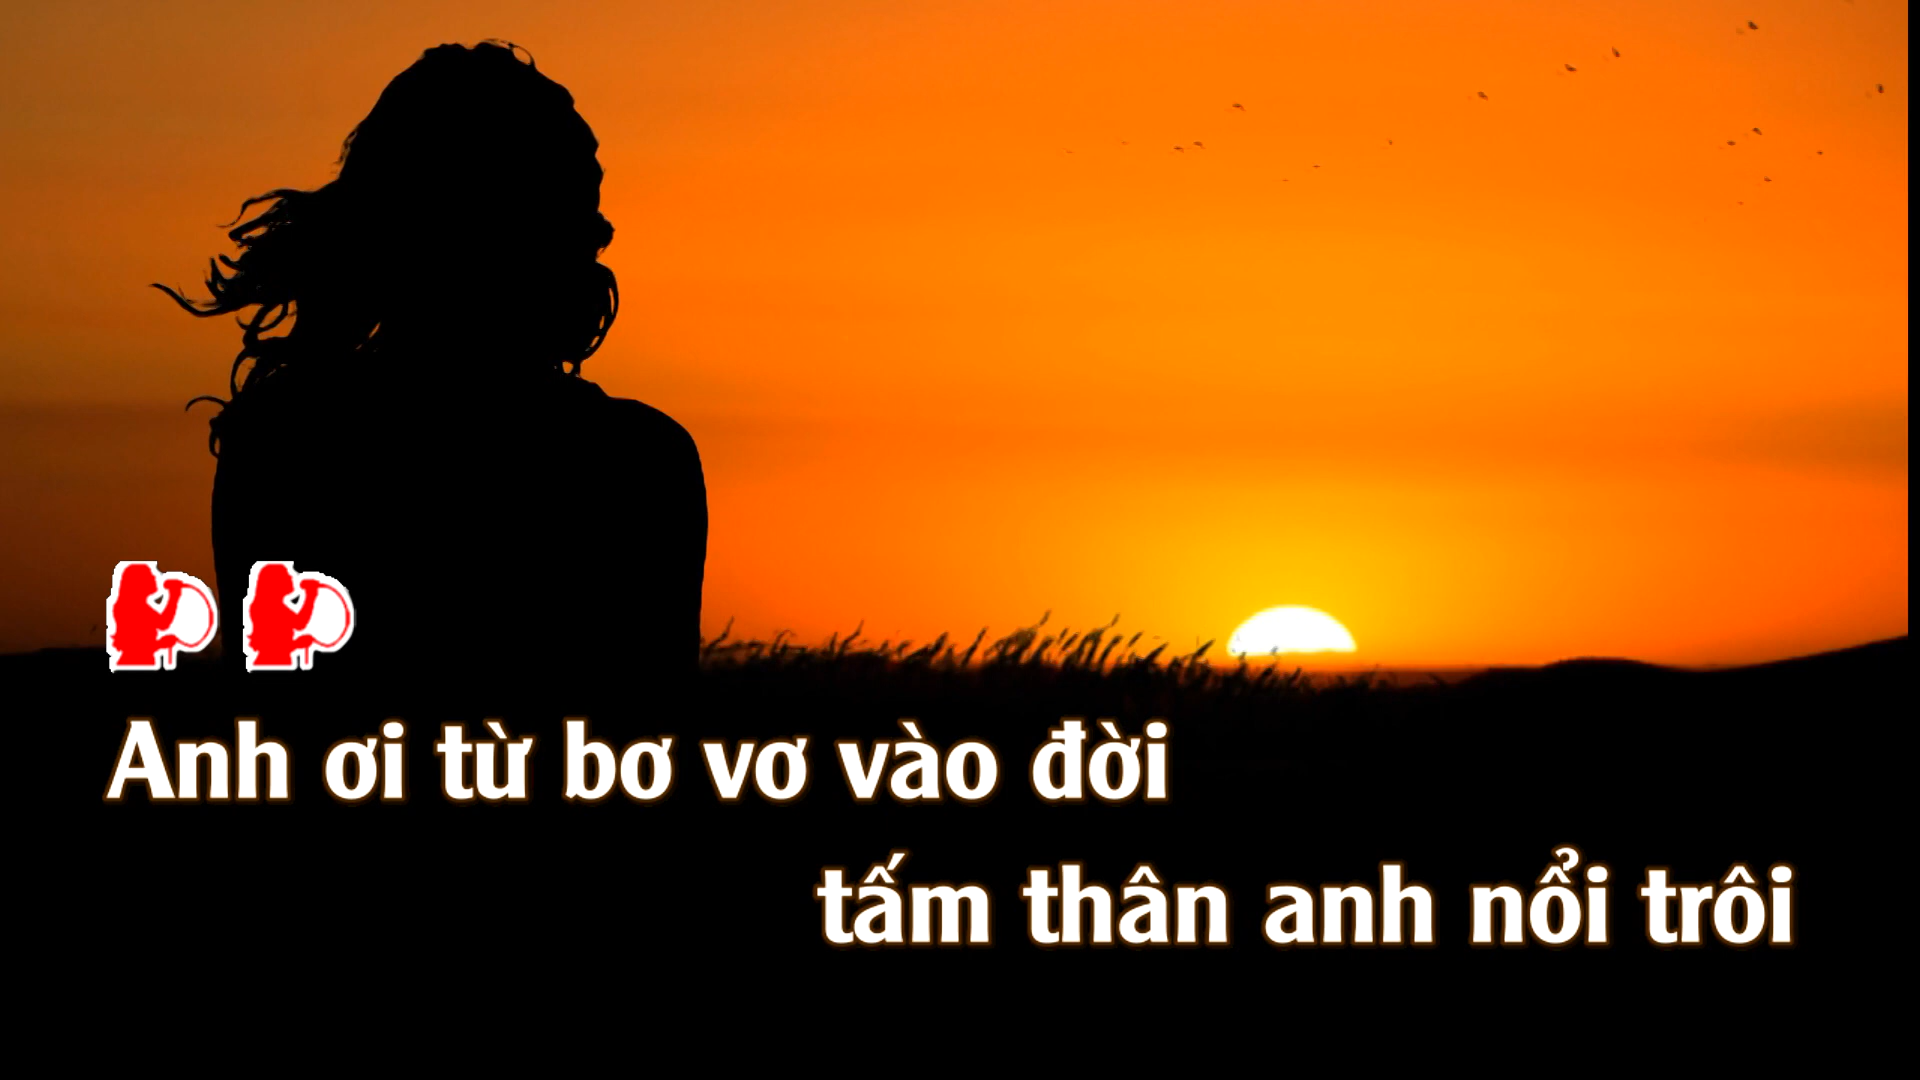 Anh ơi từ bơ vơ vào đời
tấm thân anh nổi trôi